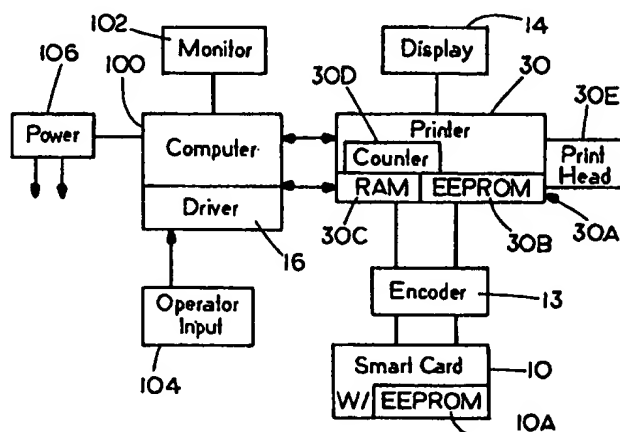 102
Monitor
Display
14
106
100
30D
30
30E
Power
Computer
Printer
Counter
Print
Head
RAM
EEPROM
Driver
30C
30B
30A
16
Operator
Input
104
Encoder
13
Smart Card
10
W/ EEPROM
10A